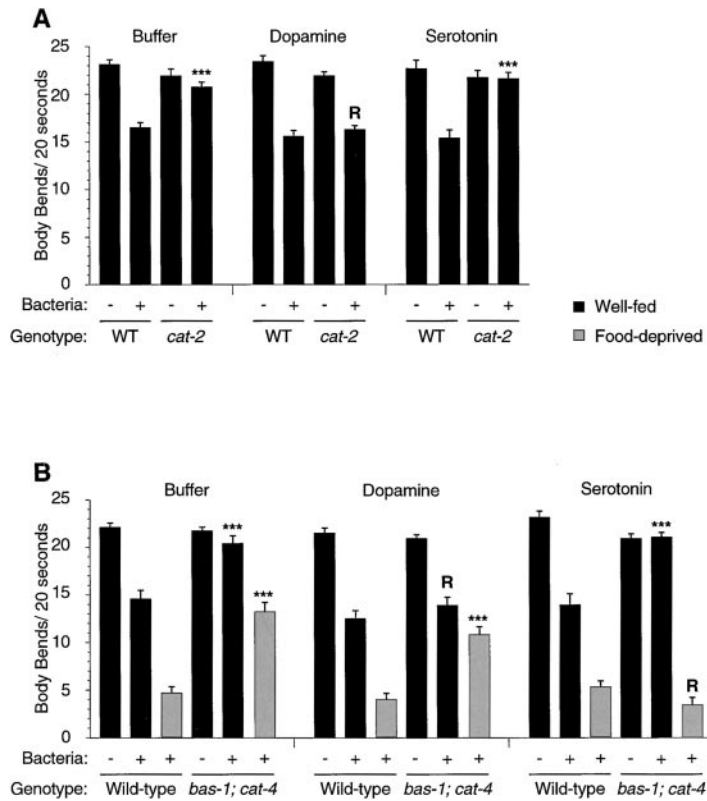 A
Buffer Dopamine Serotonin
25
20
15
10
5
0
Body Bends/ 20 seconds
*** R ***
Bacteria: - + - + - + - + - + - +
Genotype: WT cat-2 WT cat-2 WT cat-2
Well-fed
Food-deprived
B
Buffer Dopamine Serotonin
25
20
15
10
5
0
Body Bends/ 20 seconds
*** *** R *** *** R
Bacteria: - + + - + + - + + - + + - + + - + +
Genotype: Wild-type bas-1; cat-4 Wild-type bas-1; cat-4 Wild-type bas-1; cat-4